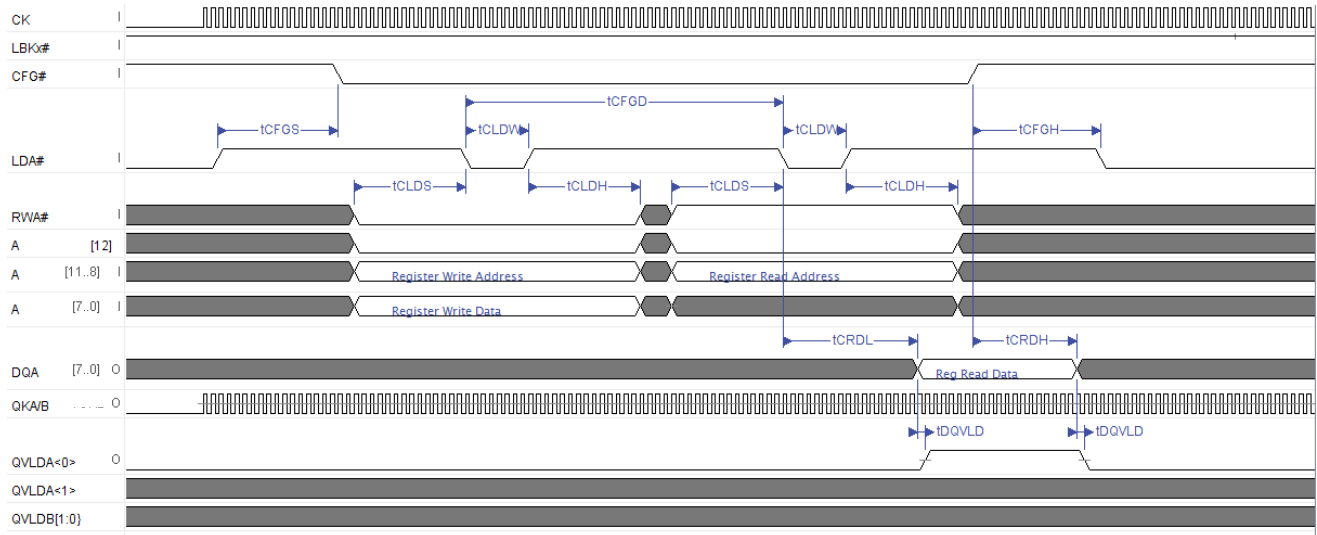 CK I
LBKx# I
CFG# I
tCFGD
tCFGS tCLDW tCLDW tCFGH
LDA# I
tCLDS tCLDH tCLDS tCLDH
RWA# I
A [12]
A [11..8] I Register Write Address Register Read Address
A [7..0] I Register Write Data
tCRDL tCRDH
DQA [7..0] O Reg Read Data
QKA/B O
tDQVLD tDQVLD
QVLDA<0> O
QVLDA<1>
QVLDB[1:0}